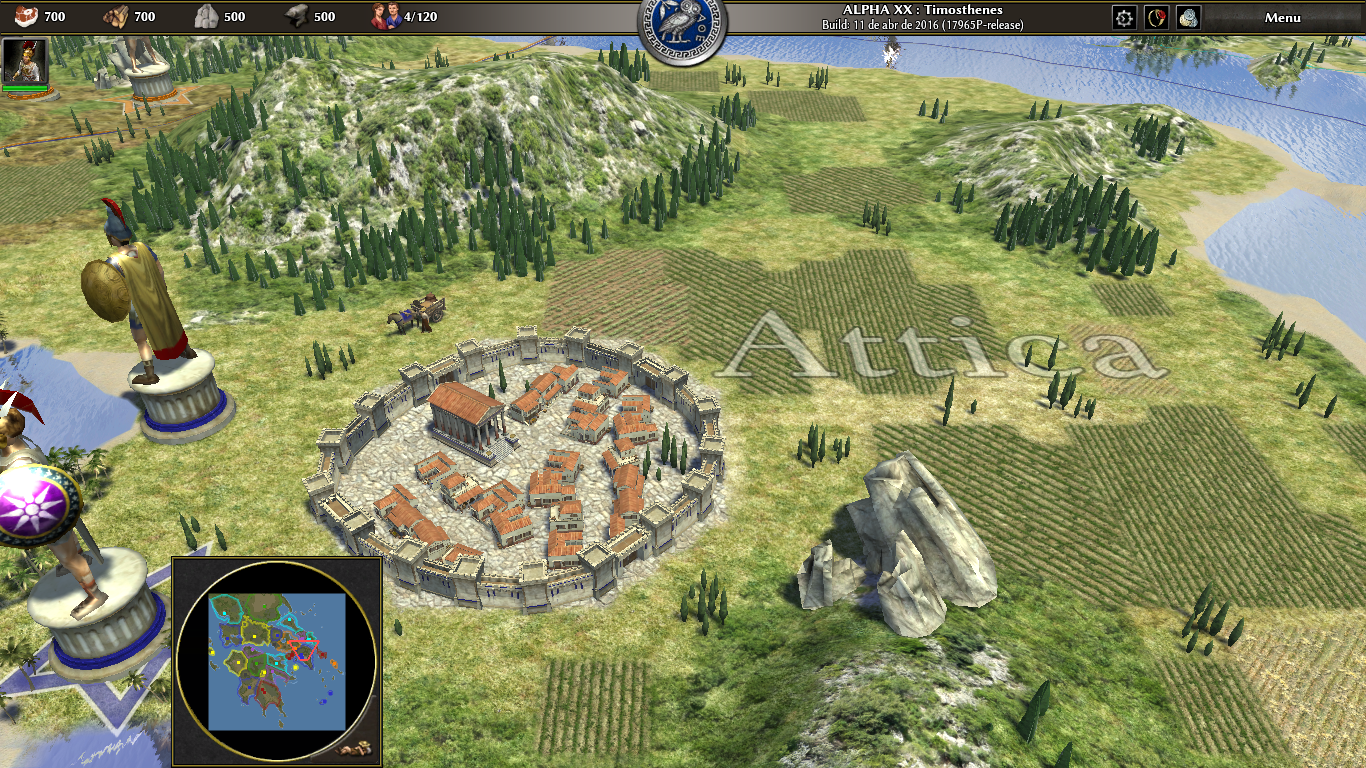 700 700 500 500 4/120
ALPHA XX : Timosthenes
Build: 11 de abr de 2016 (17965P-release)
Menu
Attica